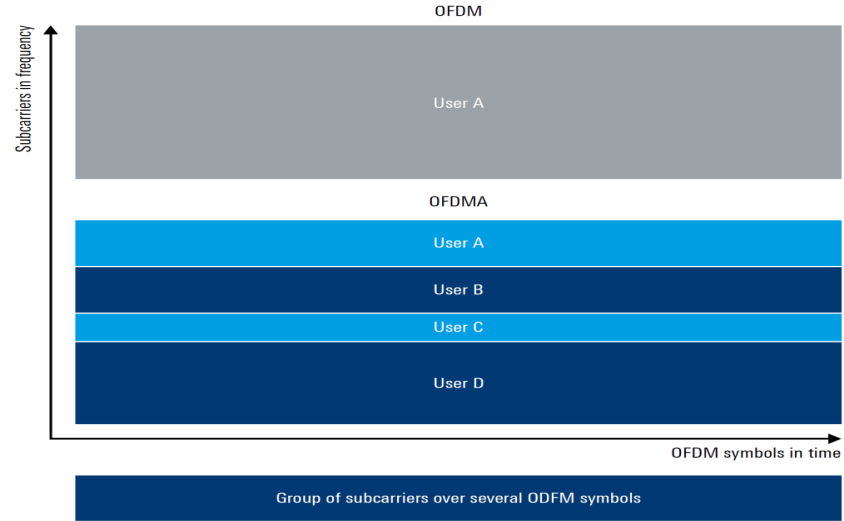 OFDM
Subcarriers in frequency
User A
OFDMA
User A
User B
User C
User D
OFDM symbols in time
Group of subcarriers over several ODFM symbols